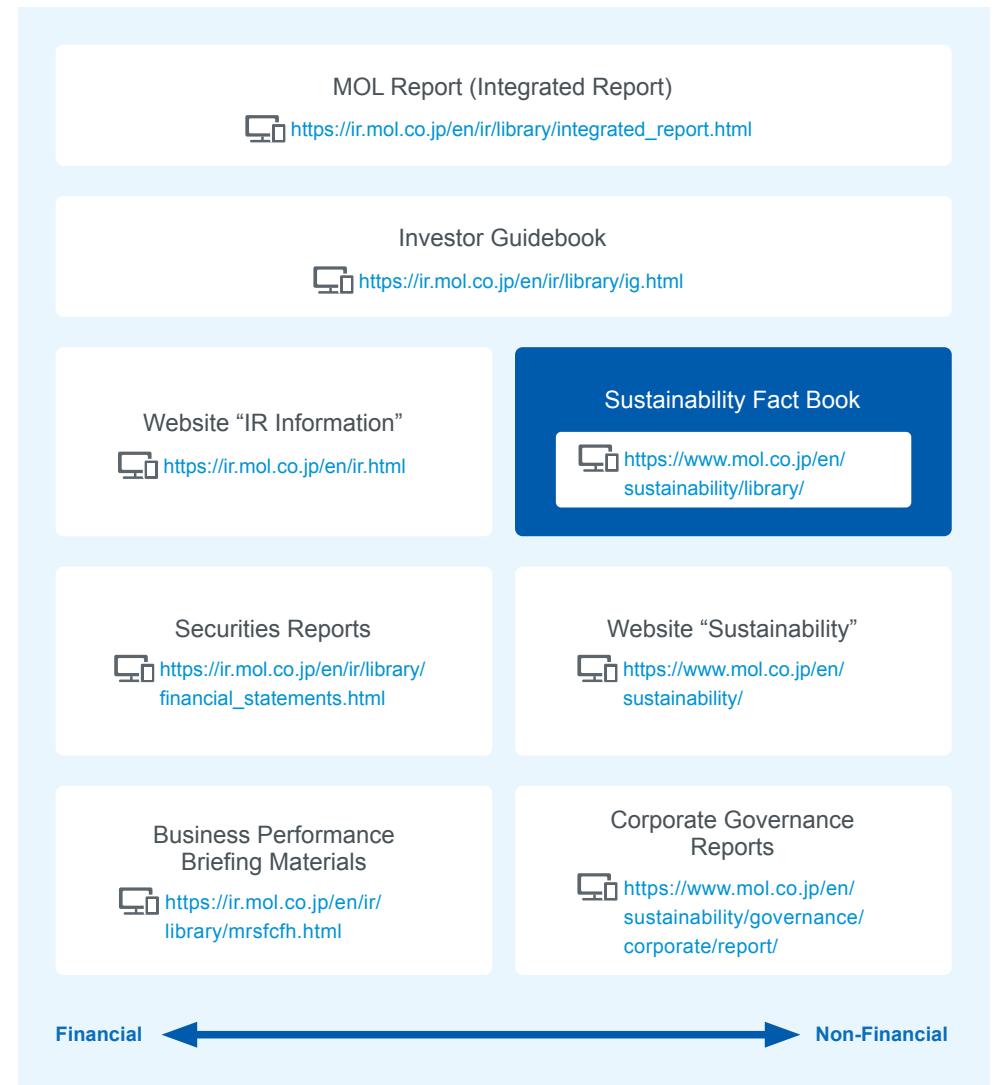 MOL Report (Integrated Report)
https://ir.mol.co.jp/en/ir/library/integrated_report.html
Investor Guidebook
https://ir.mol.co.jp/en/ir/library/ig.html
Website “IR Information”
https://ir.mol.co.jp/en/ir.html
Sustainability Fact Book
https://www.mol.co.jp/en/
sustainability/library/
Securities Reports
https://ir.mol.co.jp/en/ir/library/
financial_statements.html
Website “Sustainability”
https://www.mol.co.jp/en/
sustainability/
Business Performance
Briefing Materials
https://ir.mol.co.jp/en/ir/
library/mrsfcfh.html
Corporate Governance
Reports
https://www.mol.co.jp/en/
sustainability/governance/
corporate/report/
Financial
Non-Financial